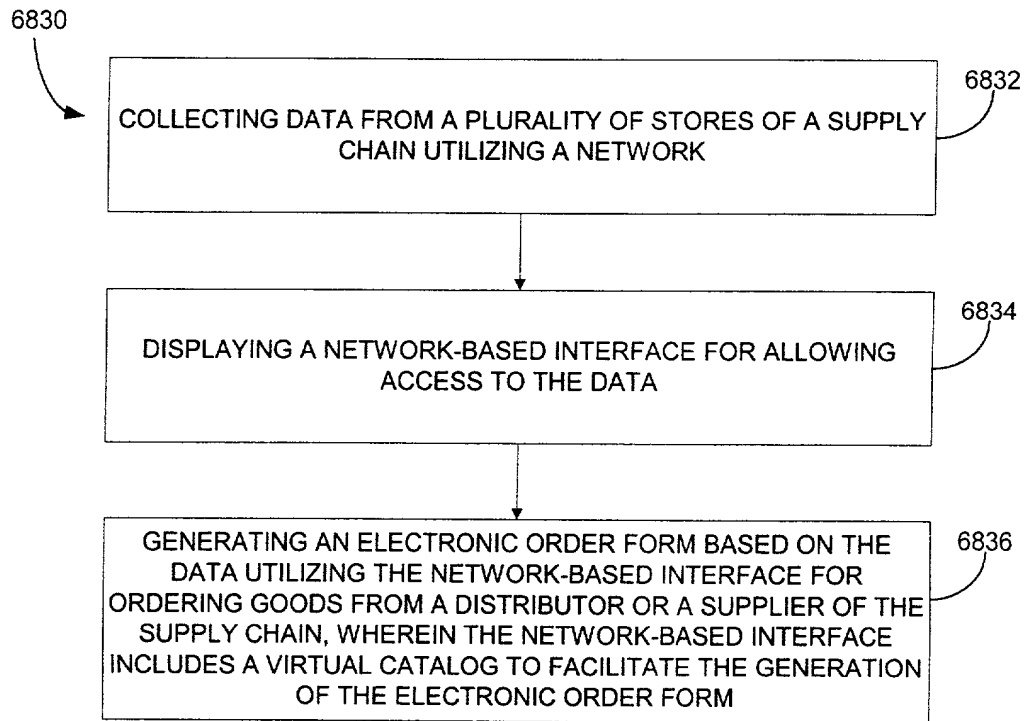 6830
6832
COLLECTING DATA FROM A PLURALITY OF STORES OF A SUPPLY
CHAIN UTILIZING A NETWORK
6834
DISPLAYING A NETWORK-BASED INTERFACE FOR ALLOWING
ACCESS TO THE DATA
6836
GENERATING AN ELECTRONIC ORDER FORM BASED ON THE
DATA UTILIZING THE NETWORK-BASED INTERFACE FOR
ORDERING GOODS FROM A DISTRIBUTOR OR A SUPPLIER OF THE
SUPPLY CHAIN, WHEREIN THE NETWORK-BASED INTERFACE
INCLUDES A VIRTUAL CATALOG TO FACILITATE THE GENERATION
OF THE ELECTRONIC ORDER FORM